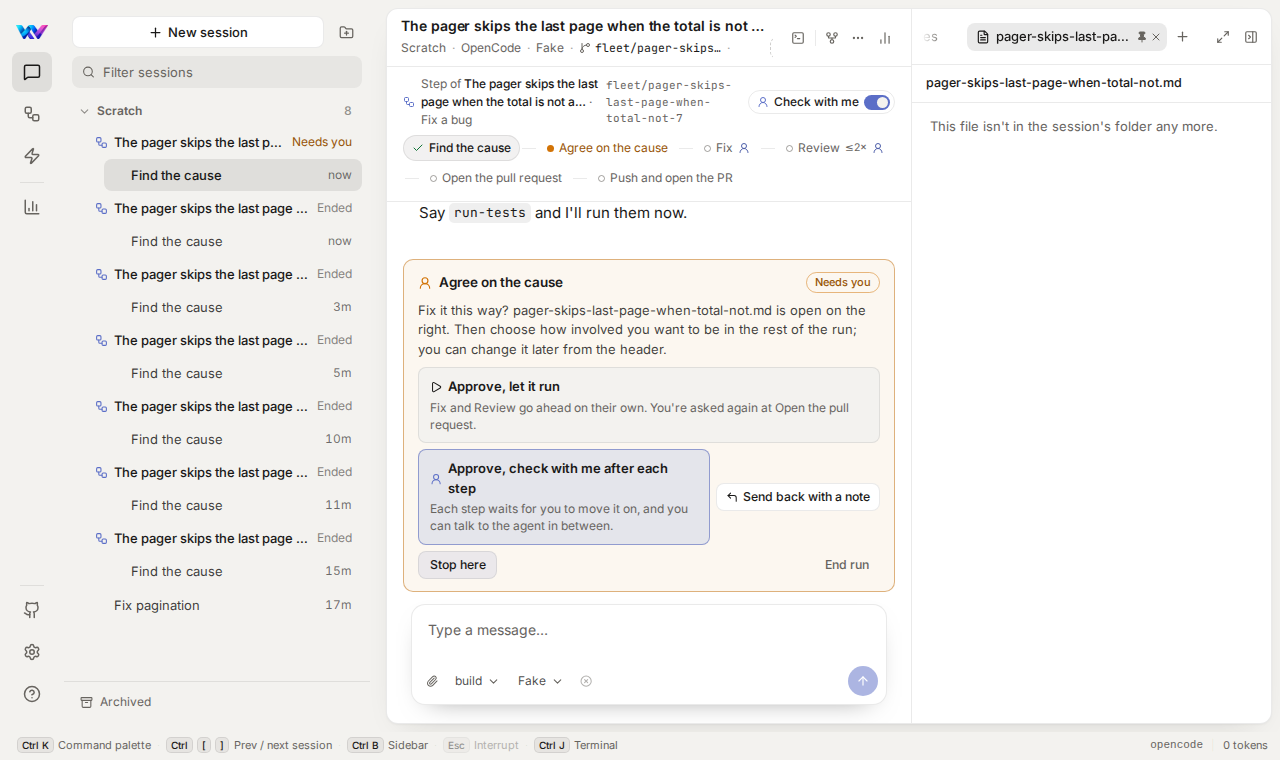 New session
Filter sessions
Scratch 8
The pager skips the last p... Needs you
Find the cause now
The pager skips the last page ... Ended
Find the cause now
The pager skips the last page ... Ended
Find the cause 3m
The pager skips the last page ... Ended
Find the cause 5m
The pager skips the last page ... Ended
Find the cause 10m
The pager skips the last page ... Ended
Find the cause 11m
The pager skips the last page ... Ended
Find the cause 15m
Fix pagination 17m
Archived
The pager skips the last page when the total is not ...
Scratch · OpenCode · Fake · fleet/pager-skips… ·
Step of The pager skips the last
page when the total is not a... ·
Fix a bug
fleet/pager-skips-
last-page-when-
total-not-7
Check with me
Find the cause Agree on the cause Fix Review ≤2×
Open the pull request Push and open the PR
Say run-tests and I'll run them now.
Agree on the cause Needs you
Fix it this way? pager-skips-last-page-when-total-not.md is open on the
right. Then choose how involved you want to be in the rest of the run;
you can change it later from the header.
Approve, let it run
Fix and Review go ahead on their own. You're asked again at Open the pull
request.
Approve, check with me after each
step
Each step waits for you to move it on, and you
can talk to the agent in between.
Send back with a note
Stop here End run
Type a message...
build Fake
es pager-skips-last-pa...
pager-skips-last-page-when-total-not.md
This file isn't in the session's folder any more.
Ctrl K Command palette Ctrl [ ] Prev / next session Ctrl B Sidebar Esc Interrupt Ctrl J Terminal
opencode 0 tokens